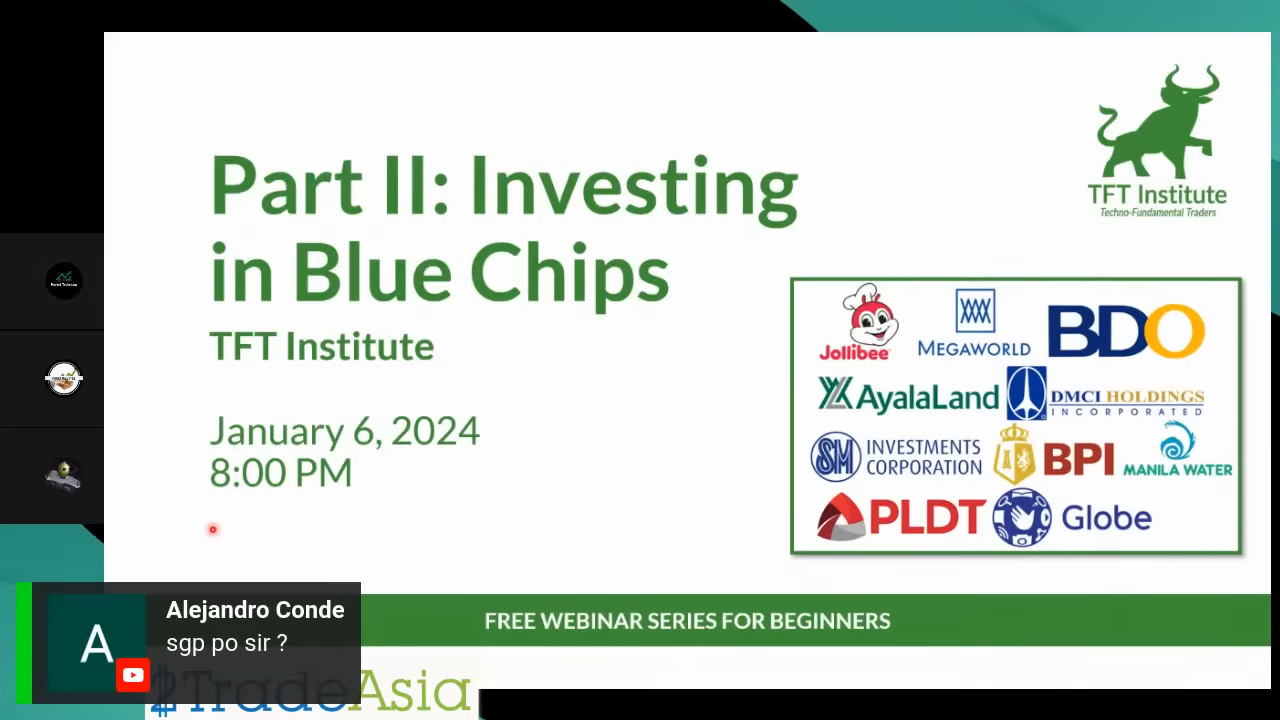 Part II: Investing
in Blue Chips
TFT Institute
January 6, 2024
8:00 PM
TFT Institute
Techno-Fundamental Traders
Jollibee
MEGAWORLD
BDO
AyalaLand
DMCI HOLDINGS
INCORPORATED
SM INVESTMENTS
CORPORATION
BPI
MANILA WATER
PLDT
Globe
FREE WEBINAR SERIES FOR BEGINNERS
A
Alejandro Conde
sgp po sir ?
TradeAsia